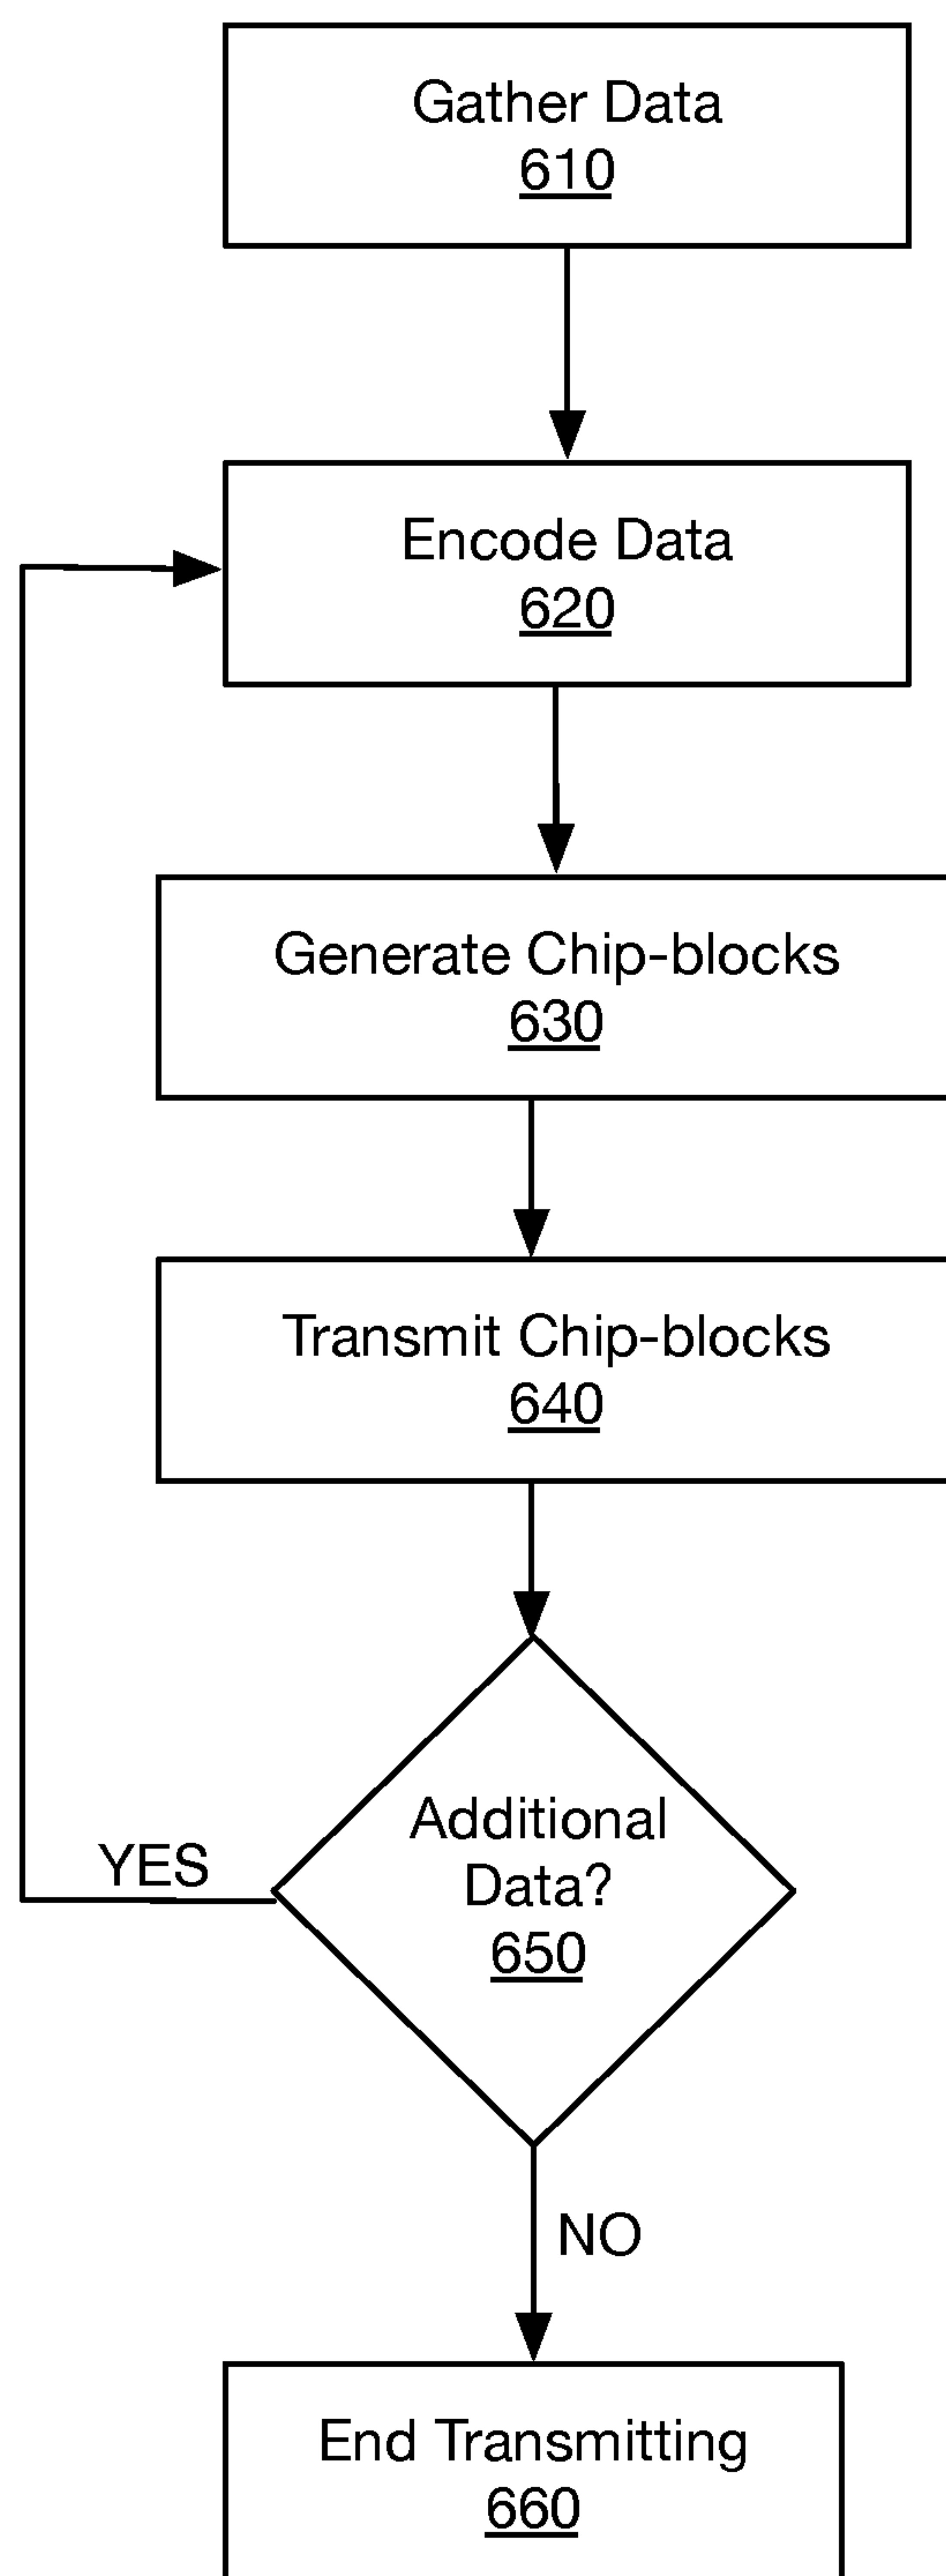 Gather Data
610
Encode Data
620
Generate Chip-blocks
630
Transmit Chip-blocks
640
Additional
Data?
650
YES
NO
End Transmitting
660